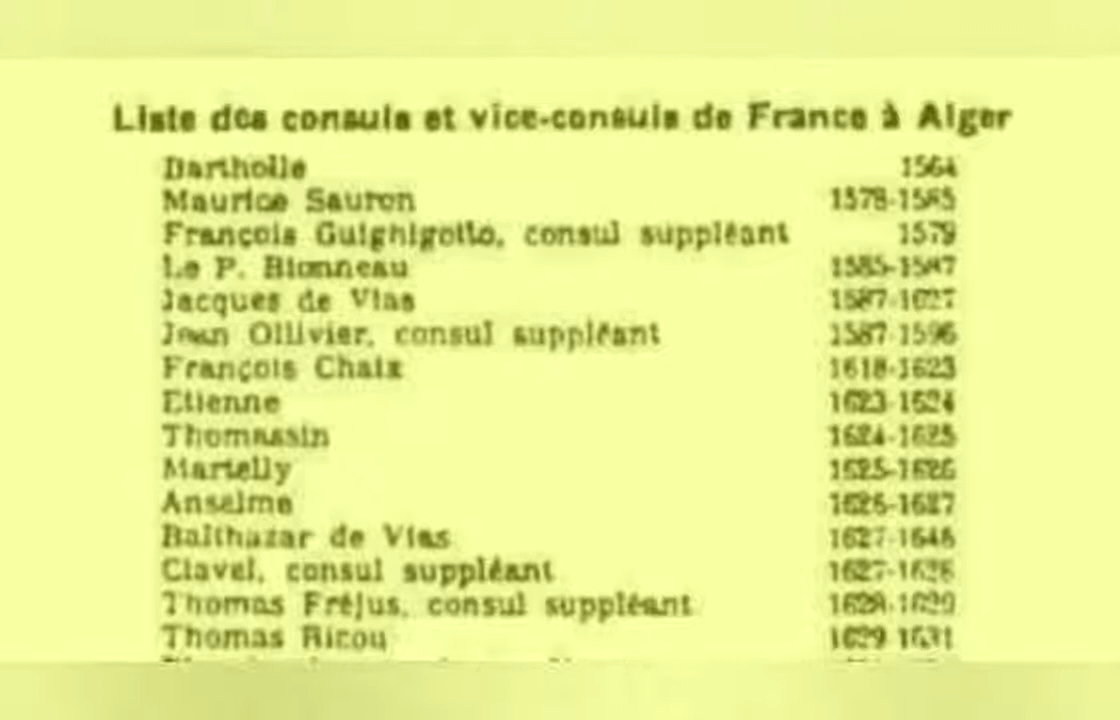 Liste des consuls et vice-consuls de France à Alger
Bartholle 1564
Maurice Sauron 1578-1585
François Guighigotto, consul suppléant 1579
Le P. Bionneau 1585-1587
Jacques de Vias 1587-1627
Jean Ollivier, consul suppléant 1587-1596
François Chaix 1618-1623
Etienne 1623-1624
Thomassin 1624-1625
Martelly 1625-1626
Anselme 1626-1627
Balthazar de Vias 1627-1646
Clavel, consul suppléant 1627-1628
Thomas Fréjus, consul suppléant 1628-1629
Thomas Ricou 1629-1631